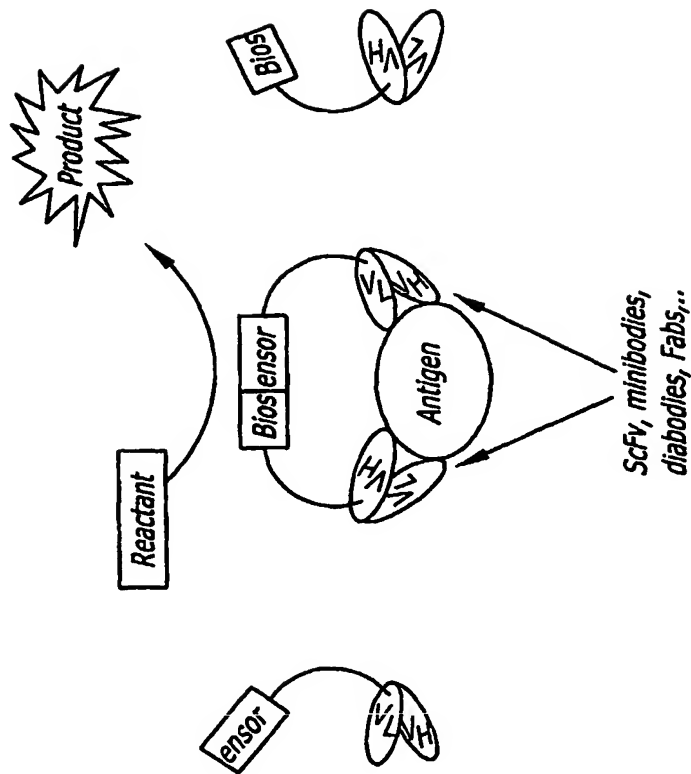 Product
Reactant
ensor
Bios ensor
Bios
VL
VH
VH
VL
VL
VH
VH
VL
Antigen
ScFv, minibodies,
diabodies, Fabs,..